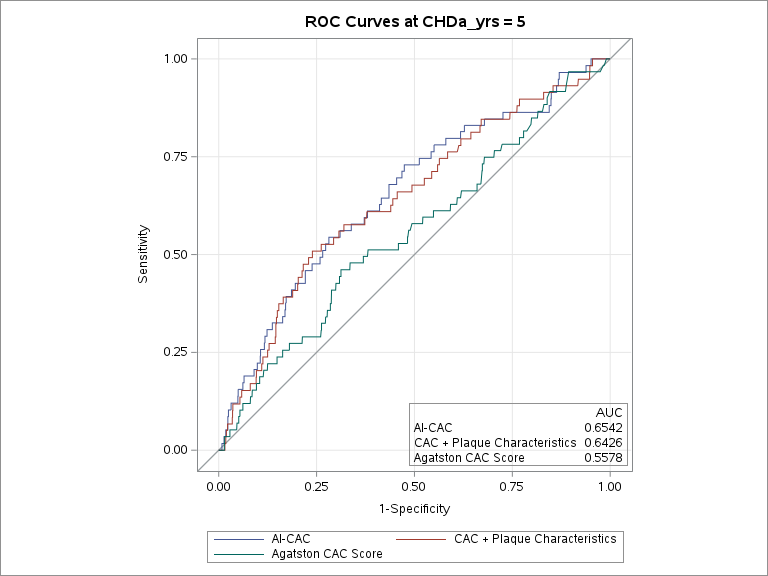 ROC Curves at CHDa_yrs = 5
1.00
0.75
0.50
0.25
0.00
Sensitivity
AUC
AI-CAC 0.6542
CAC + Plaque Characteristics 0.6426
Agatston CAC Score 0.5578
0.00 0.25 0.50 0.75 1.00
1-Specificity
AI-CAC CAC + Plaque Characteristics
Agatston CAC Score